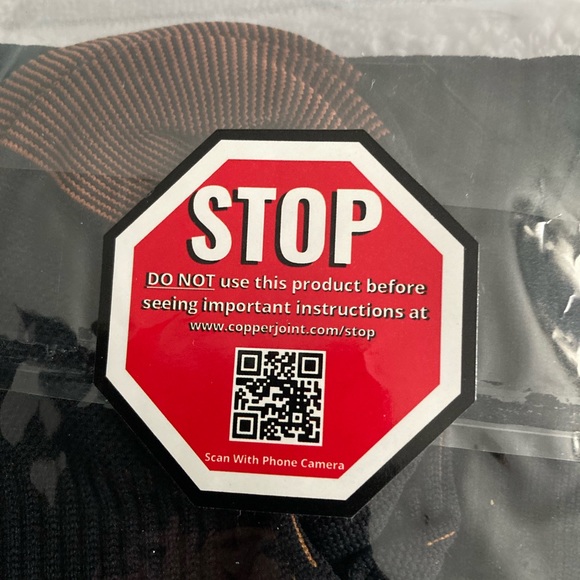 STOP
DO NOT use this product before
seeing important instructions at
www.copperjoint.com/stop
Scan With Phone Camera